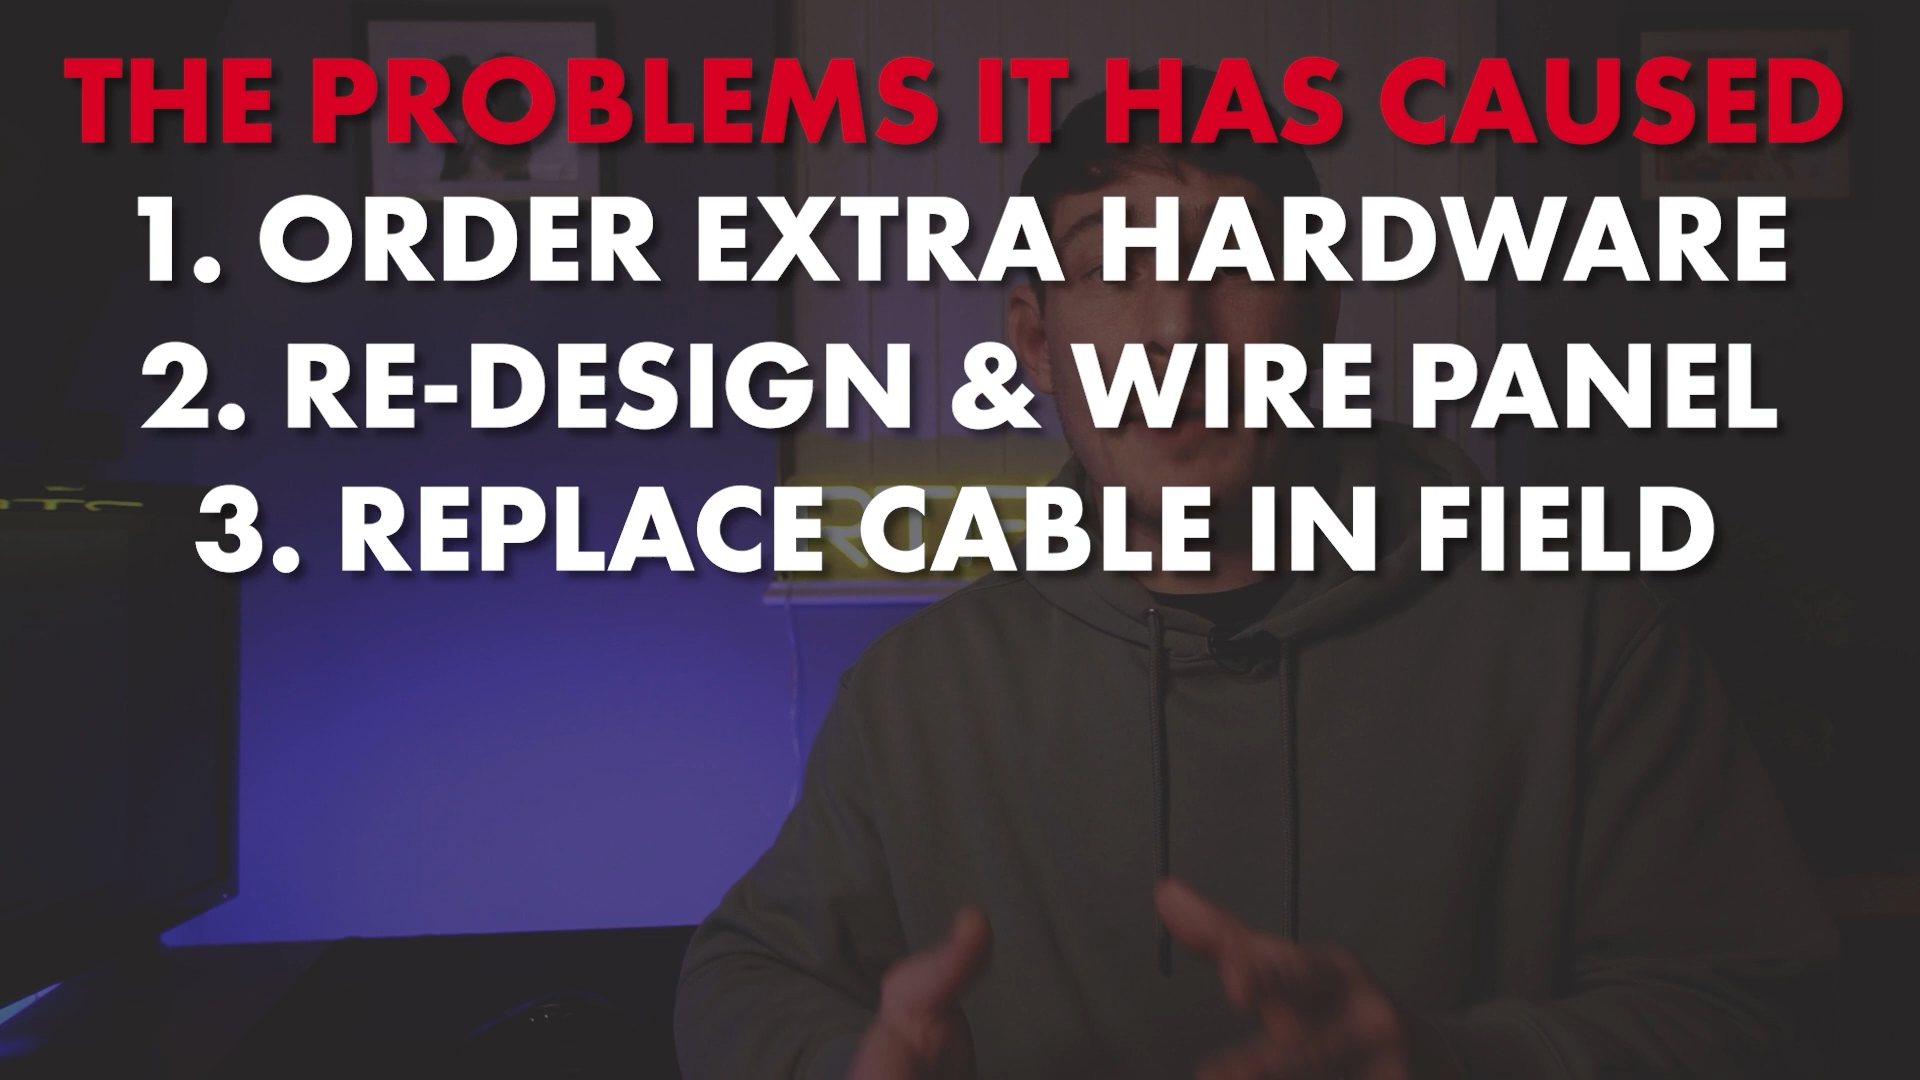 THE PROBLEMS IT HAS CAUSED
1. ORDER EXTRA HARDWARE
2. RE-DESIGN & WIRE PANEL
3. REPLACE CABLE IN FIELD